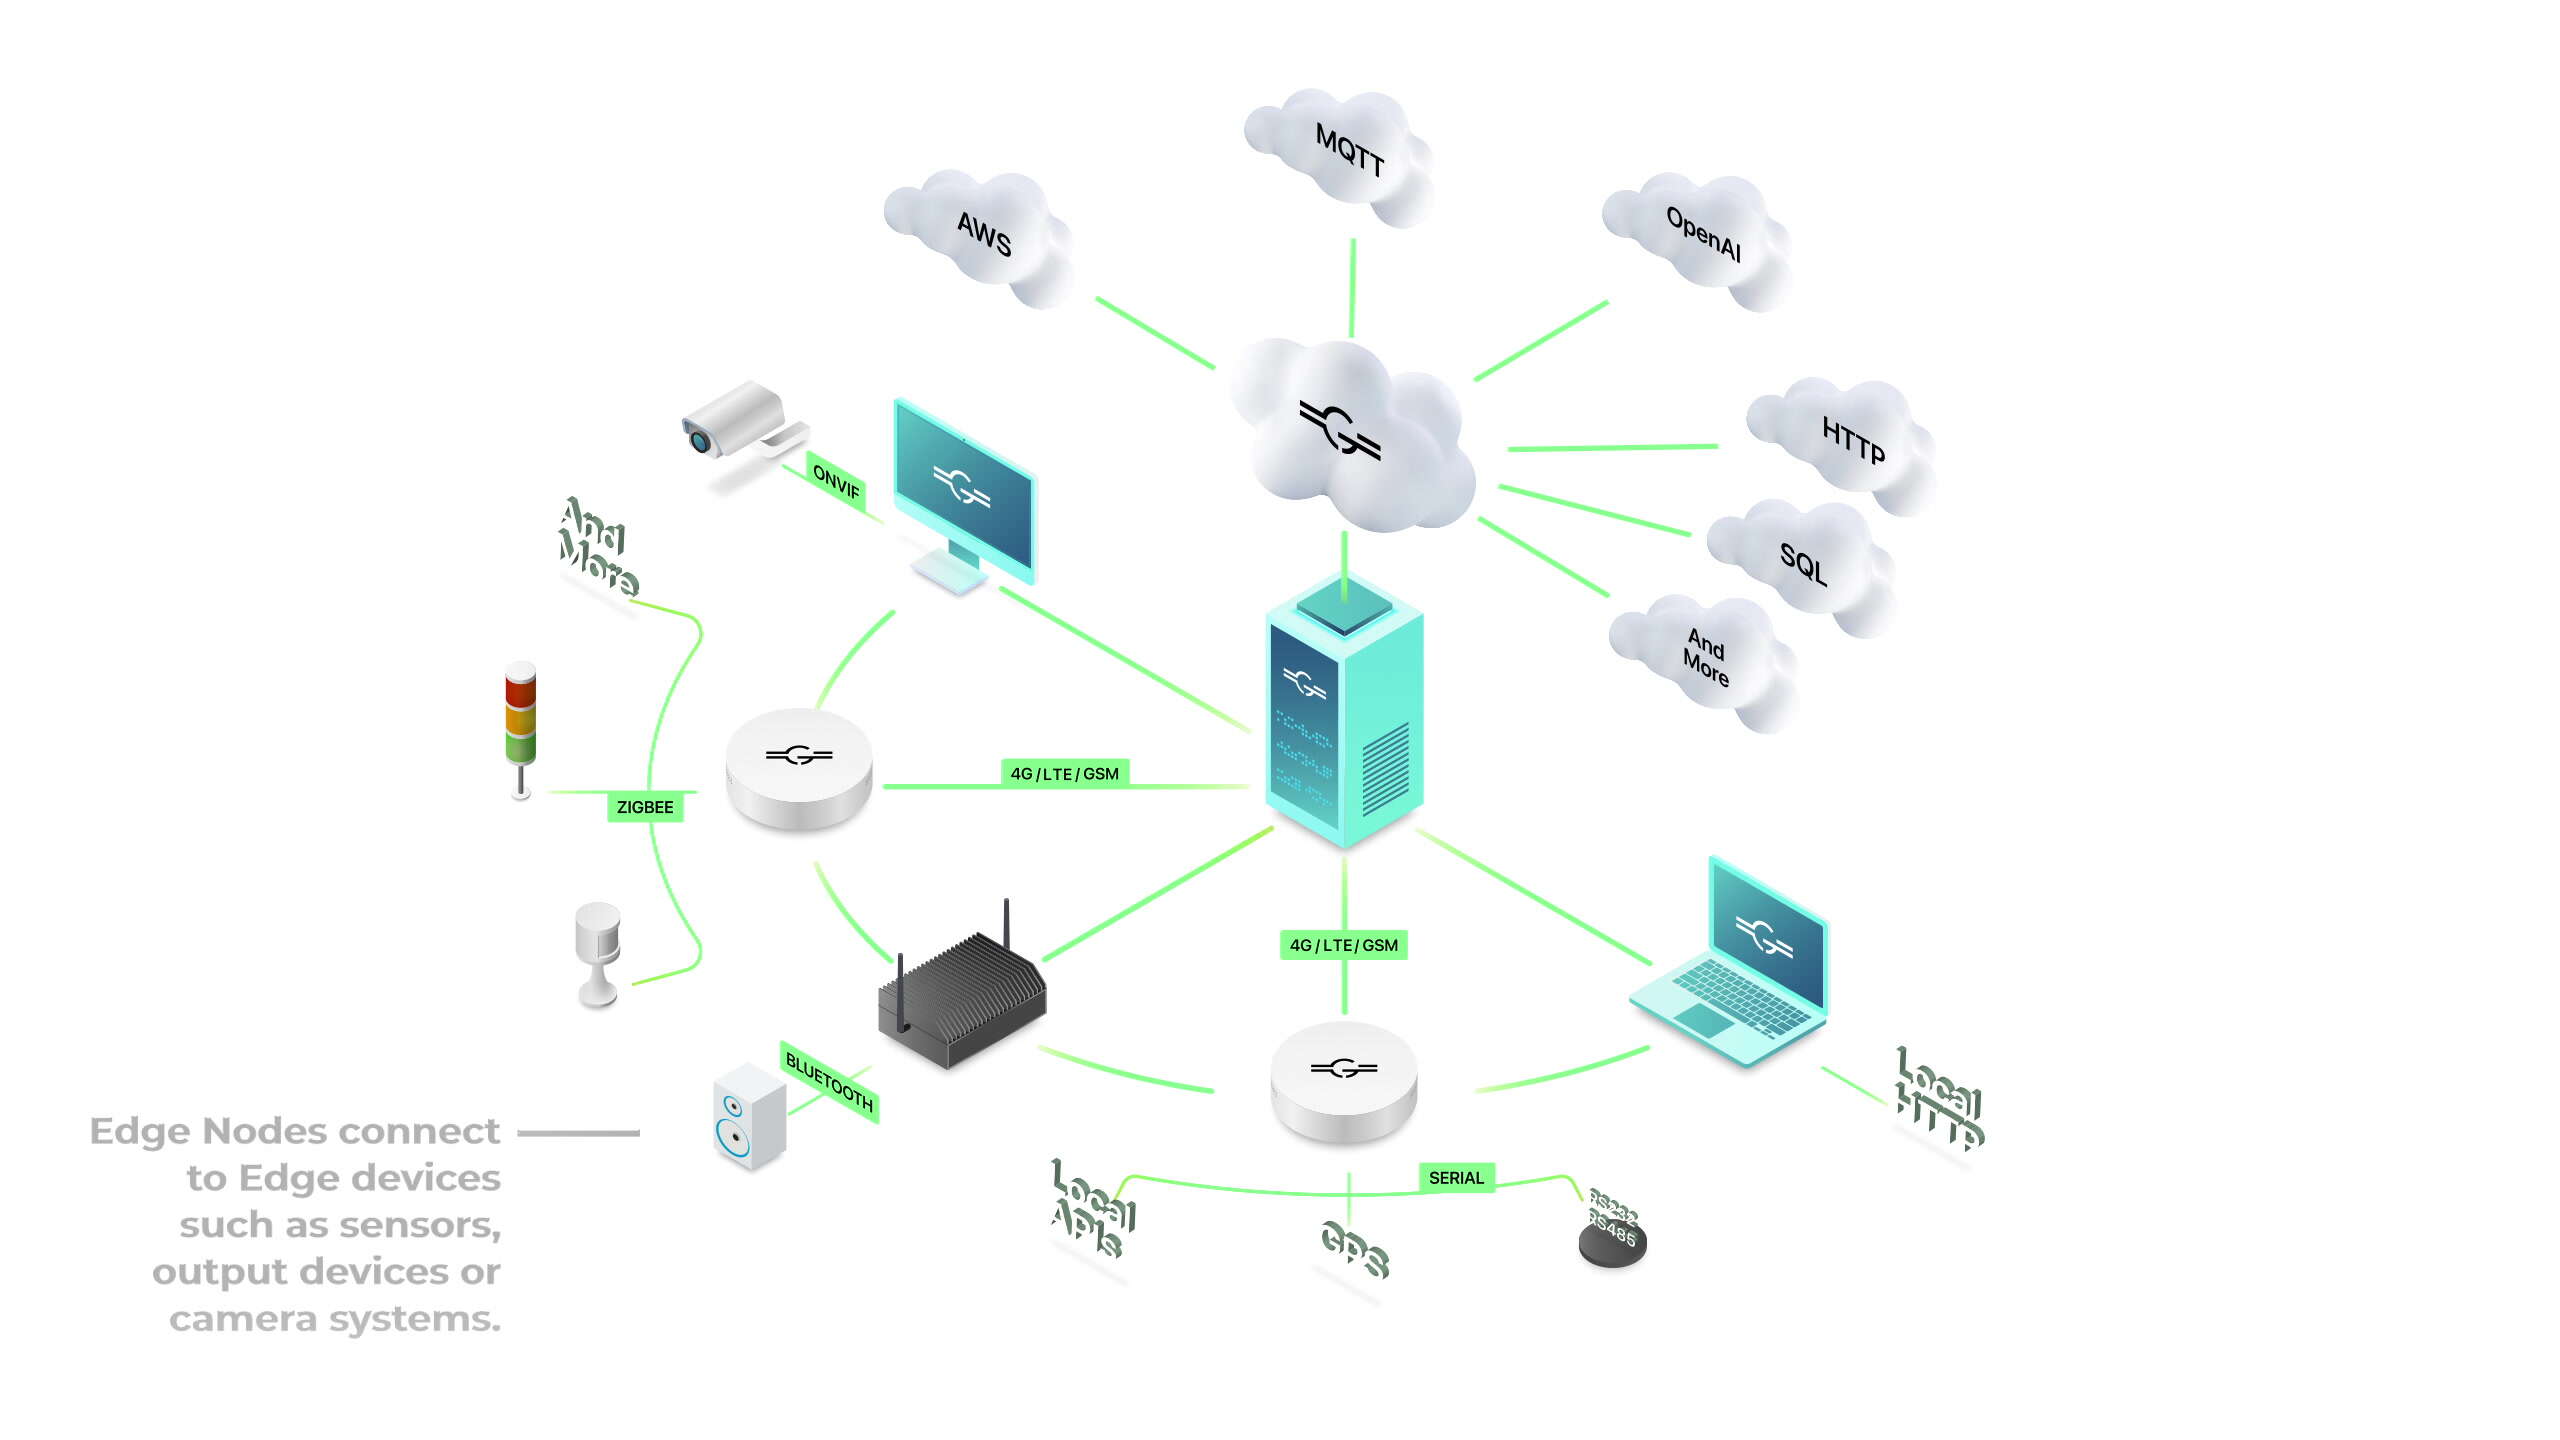 MQTT
AWS
OpenAI
HTTP
SQL
And
More
ONVIF
And
More
4G / LTE / GSM
ZIGBEE
4G / LTE / GSM
BLUETOOTH
Local
HTTP
Edge Nodes connect
to Edge devices
such as sensors,
output devices or
camera systems.
SERIAL
Local
APIs
GPS
RS232
RS485